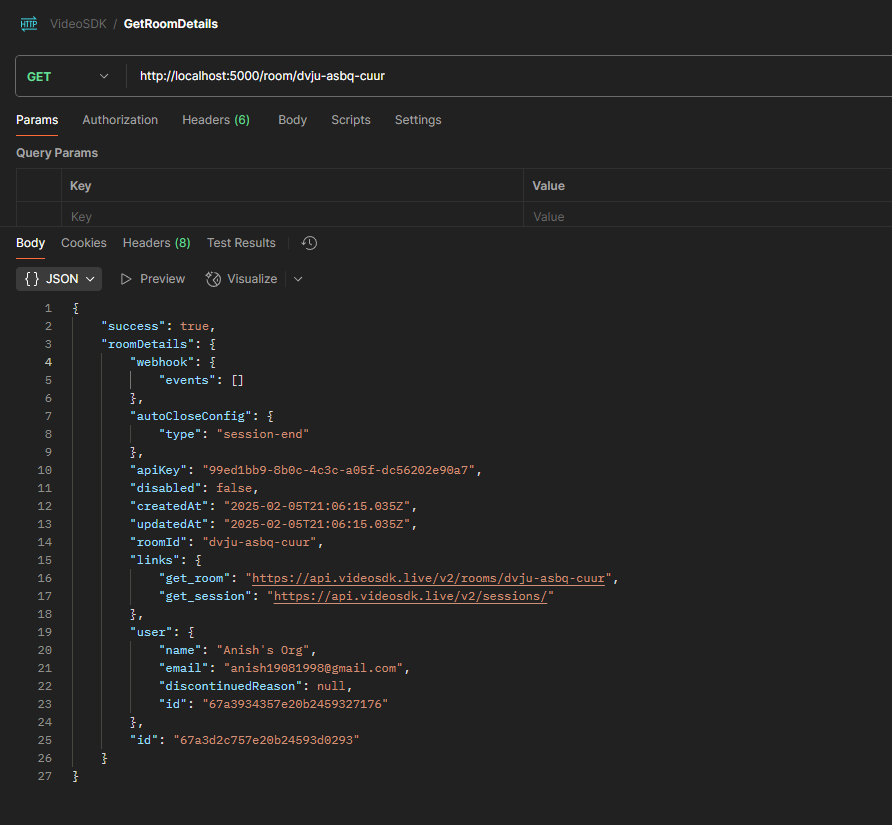 HTTP VideoSDK / GetRoomDetails
GET http://localhost:5000/room/dvju-asbq-cuur
Params Authorization Headers (6) Body Scripts Settings
Query Params
Key Value
Key Value
Body Cookies Headers (8) Test Results
{} JSON Preview Visualize
1 {
2 "success": true,
3 "roomDetails": {
4 "webhook": {
5 "events": []
6 },
7 "autoCloseConfig": {
8 "type": "session-end"
9 },
10 "apiKey": "99ed1bb9-8b0c-4c3c-a05f-dc56202e90a7",
11 "disabled": false,
12 "createdAt": "2025-02-05T21:06:15.035Z",
13 "updatedAt": "2025-02-05T21:06:15.035Z",
14 "roomId": "dvju-asbq-cuur",
15 "links": {
16 "get_room": "https://api.videosdk.live/v2/rooms/dvju-asbq-cuur",
17 "get_session": "https://api.videosdk.live/v2/sessions/"
18 },
19 "user": {
20 "name": "Anish's Org",
21 "email": "anish19081998@gmail.com",
22 "discontinuedReason": null,
23 "id": "67a3934357e20b2459327176"
24 },
25 "id": "67a3d2c757e20b24593d0293"
26 }
27 }